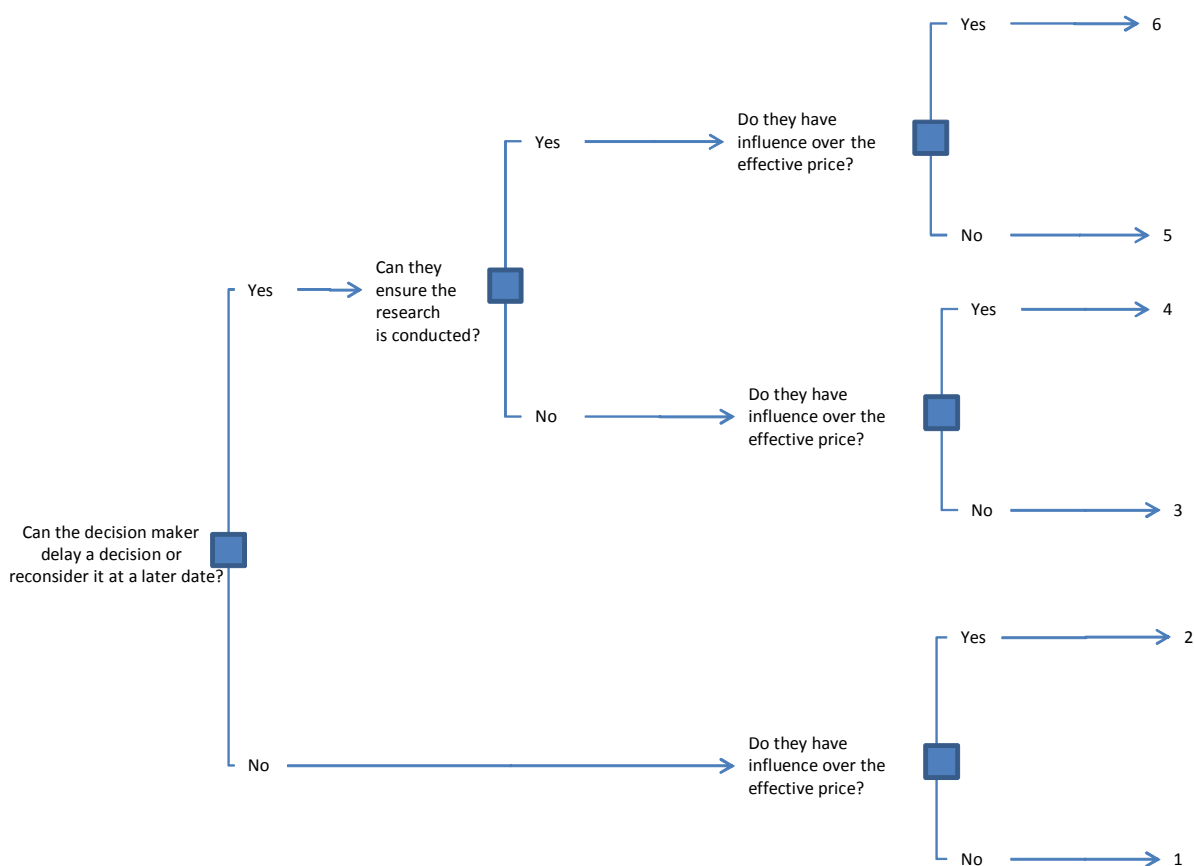 Yes
6
Do they have
influence over the
effective price?
Yes
No
5
Can they
ensure the
research
is conducted?
Yes
Yes
4
Do they have
influence over the
effective price?
No
No
3
Can the decision maker
delay a decision or
reconsider it at a later date?
Yes
2
Do they have
influence over the
effective price?
No
No
1